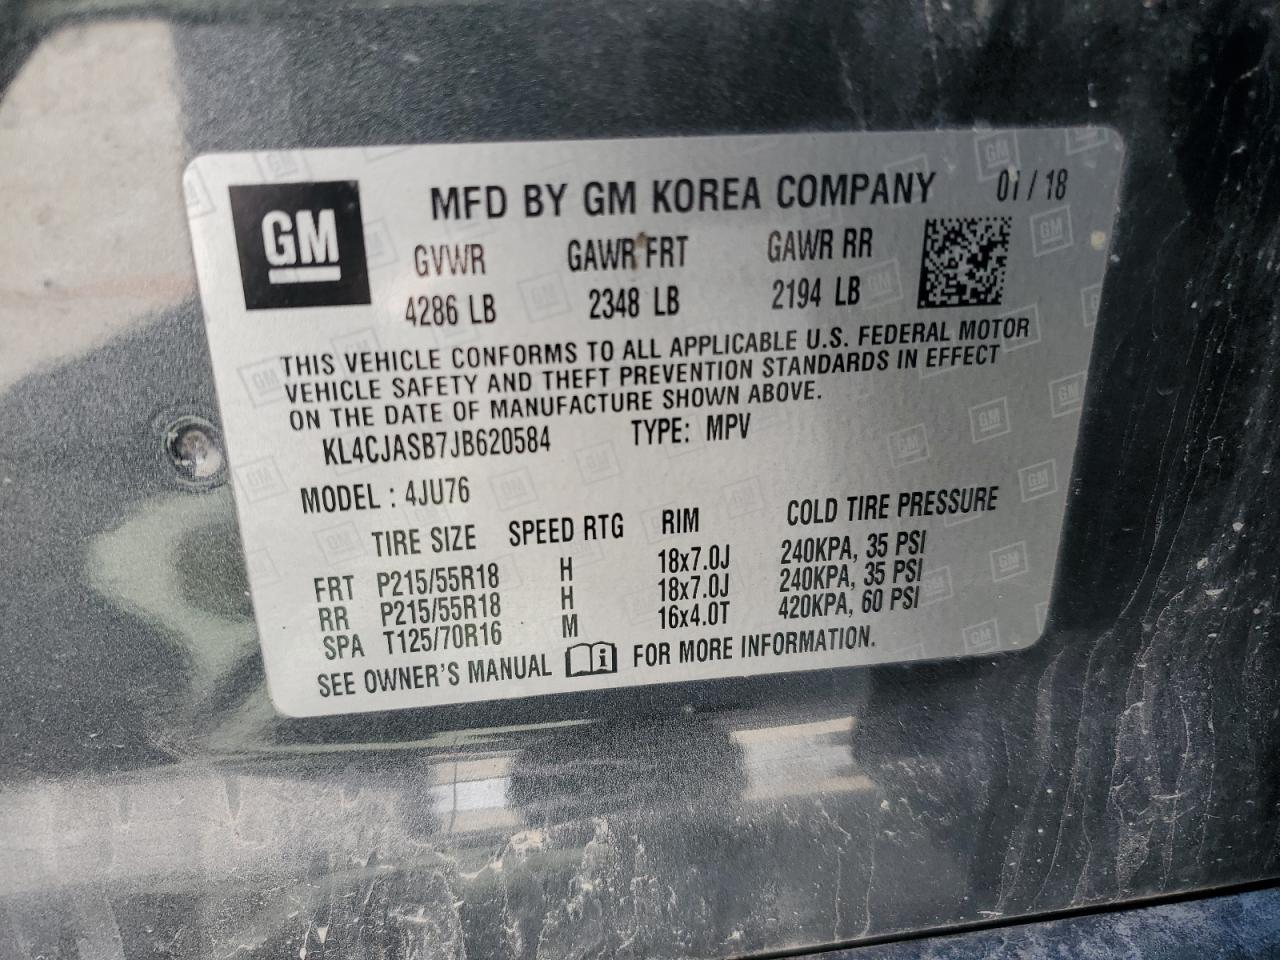 GM
MFD BY GM KOREA COMPANY 01/18
GVWR GAWR FRT GAWR RR
4286 LB 2348 LB 2194 LB
THIS VEHICLE CONFORMS TO ALL APPLICABLE U.S. FEDERAL MOTOR
VEHICLE SAFETY AND THEFT PREVENTION STANDARDS IN EFFECT
ON THE DATE OF MANUFACTURE SHOWN ABOVE.
KL4CJASB7JB620584 TYPE: MPV
MODEL : 4JU76
TIRE SIZE SPEED RTG RIM COLD TIRE PRESSURE
FRT P215/55R18 H 18x7.0J 240KPA, 35 PSI
RR P215/55R18 H 18x7.0J 240KPA, 35 PSI
SPA T125/70R16 M 16x4.0T 420KPA, 60 PSI
SEE OWNER'S MANUAL i FOR MORE INFORMATION.